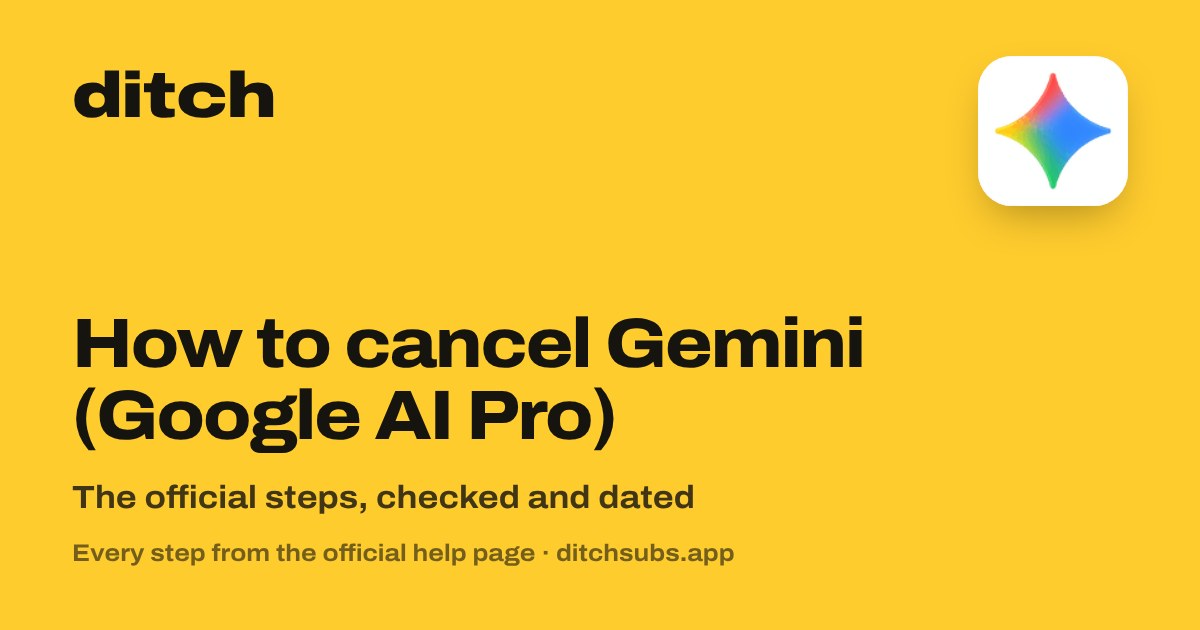 ditch
How to cancel Gemini
(Google AI Pro)
The official steps, checked and dated
Every step from the official help page · ditchsubs.app